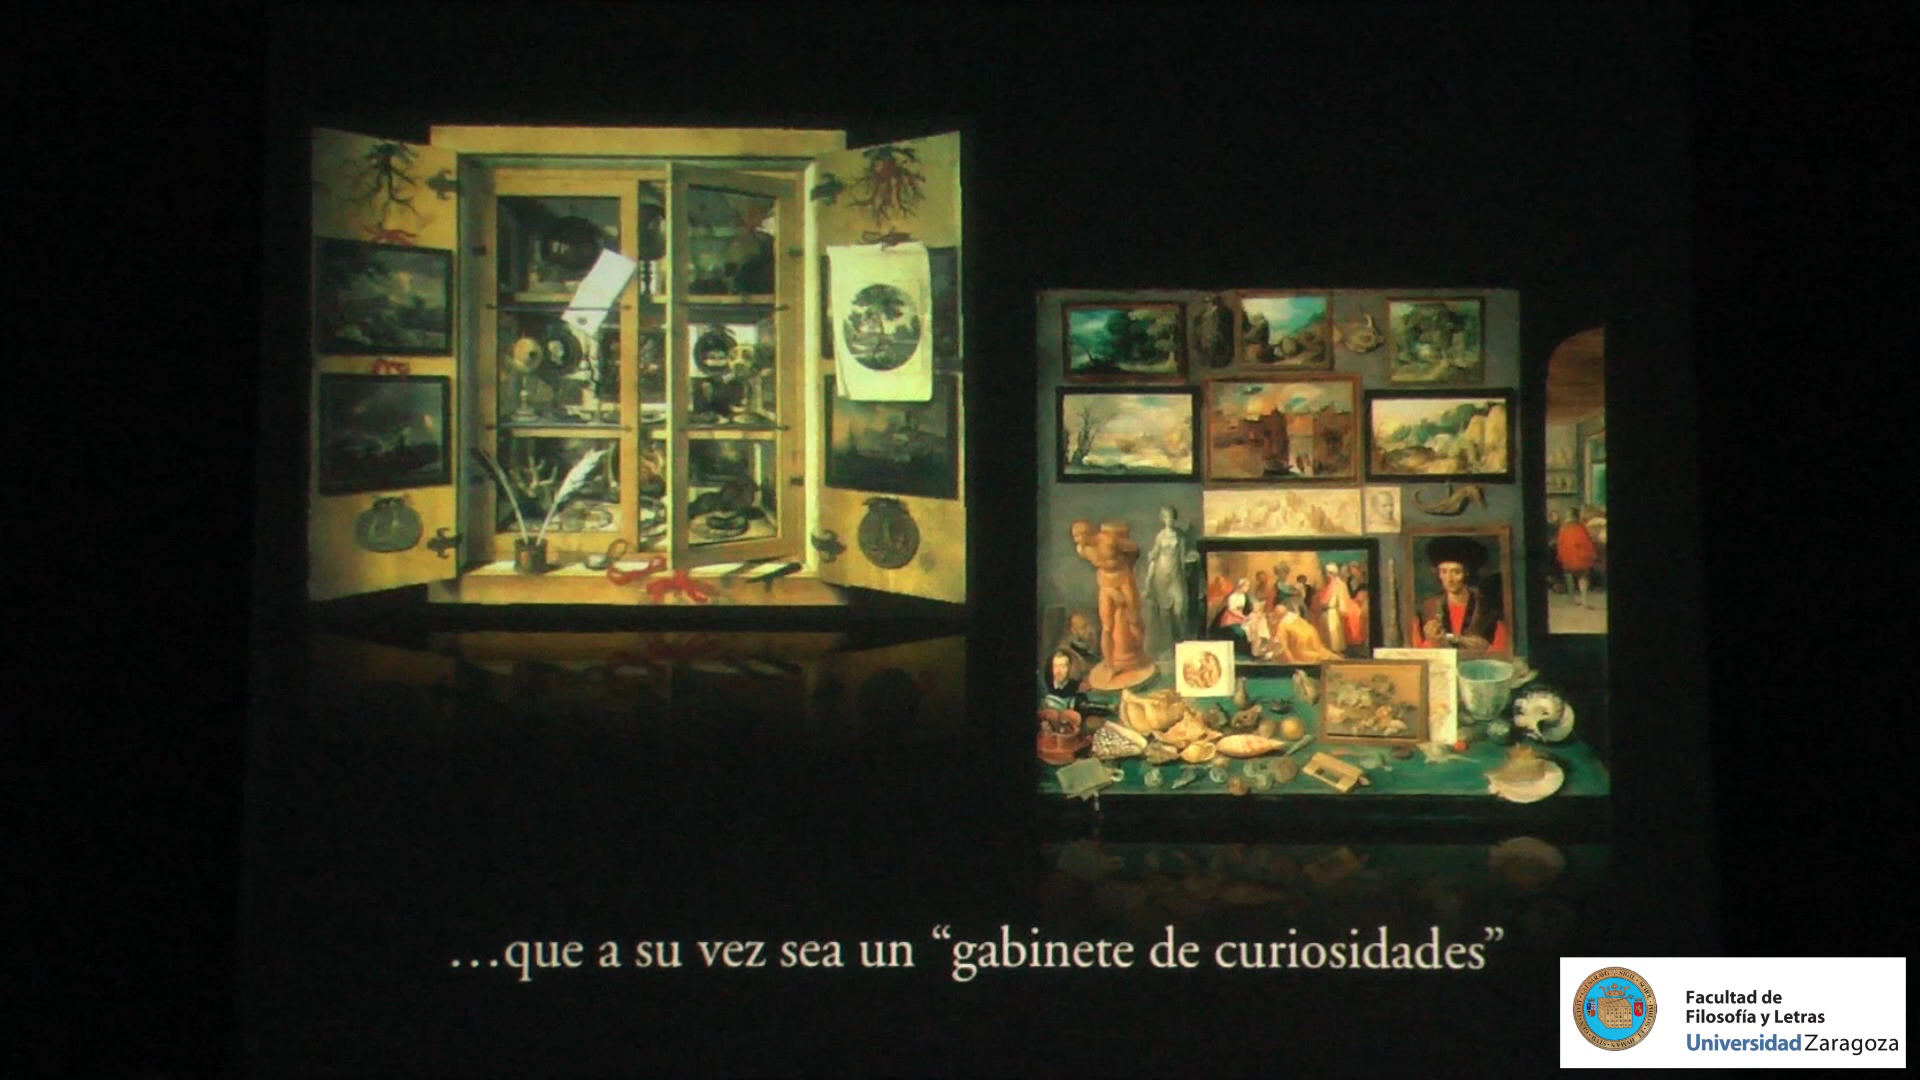 …que a su vez sea un “gabinete de curiosidades”
Facultad de
Filosofía y Letras
Universidad Zaragoza